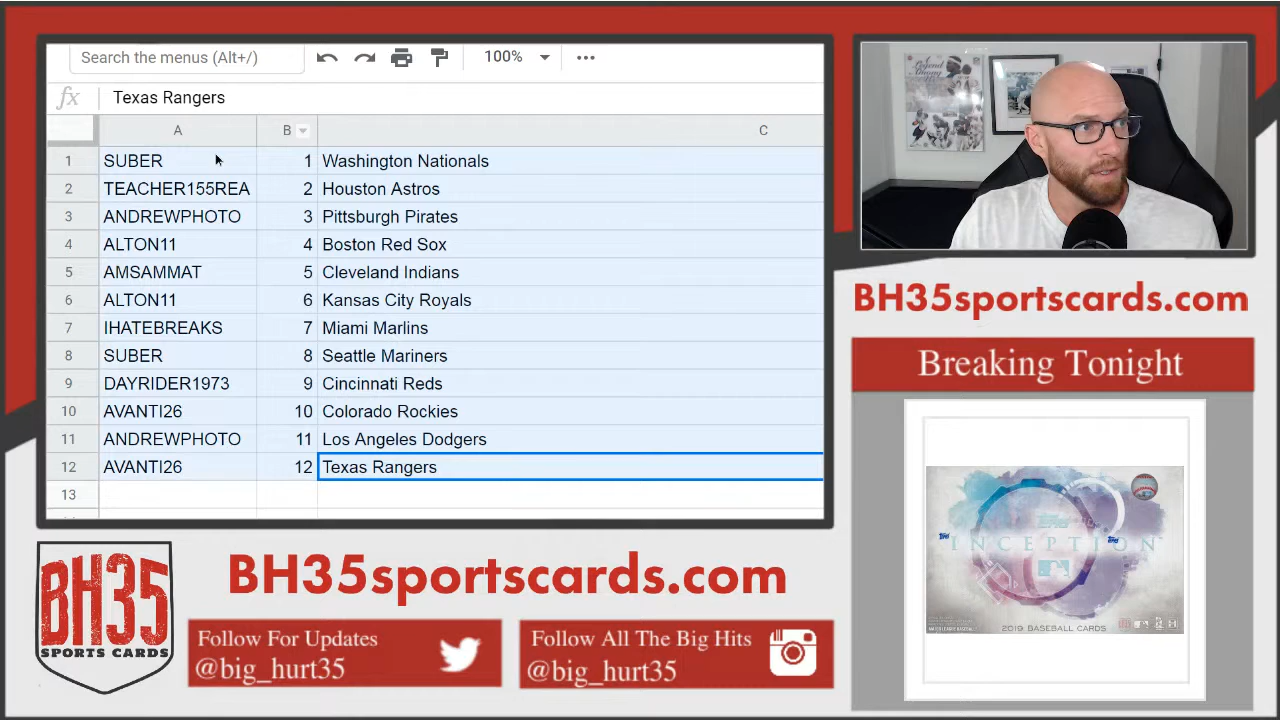 Search the menus (Alt+/)
100%
fx
Texas Rangers
A B C
1 SUBER 1 Washington Nationals
2 TEACHER155REA 2 Houston Astros
3 ANDREWPHOTO 3 Pittsburgh Pirates
4 ALTON11 4 Boston Red Sox
5 AMSAMMAT 5 Cleveland Indians
6 ALTON11 6 Kansas City Royals
7 IHATEBREAKS 7 Miami Marlins
8 SUBER 8 Seattle Mariners
9 DAYRIDER1973 9 Cincinnati Reds
10 AVANTI26 10 Colorado Rockies
11 ANDREWPHOTO 11 Los Angeles Dodgers
12 AVANTI26 12 Texas Rangers
13
BH35sportscards.com
Breaking Tonight
Topps
INCEPTION
2019 BASEBALL CARDS
BH35
SPORTS CARDS
BH35sportscards.com
Follow For Updates
@big_hurt35
Follow All The Big Hits
@big_hurt35